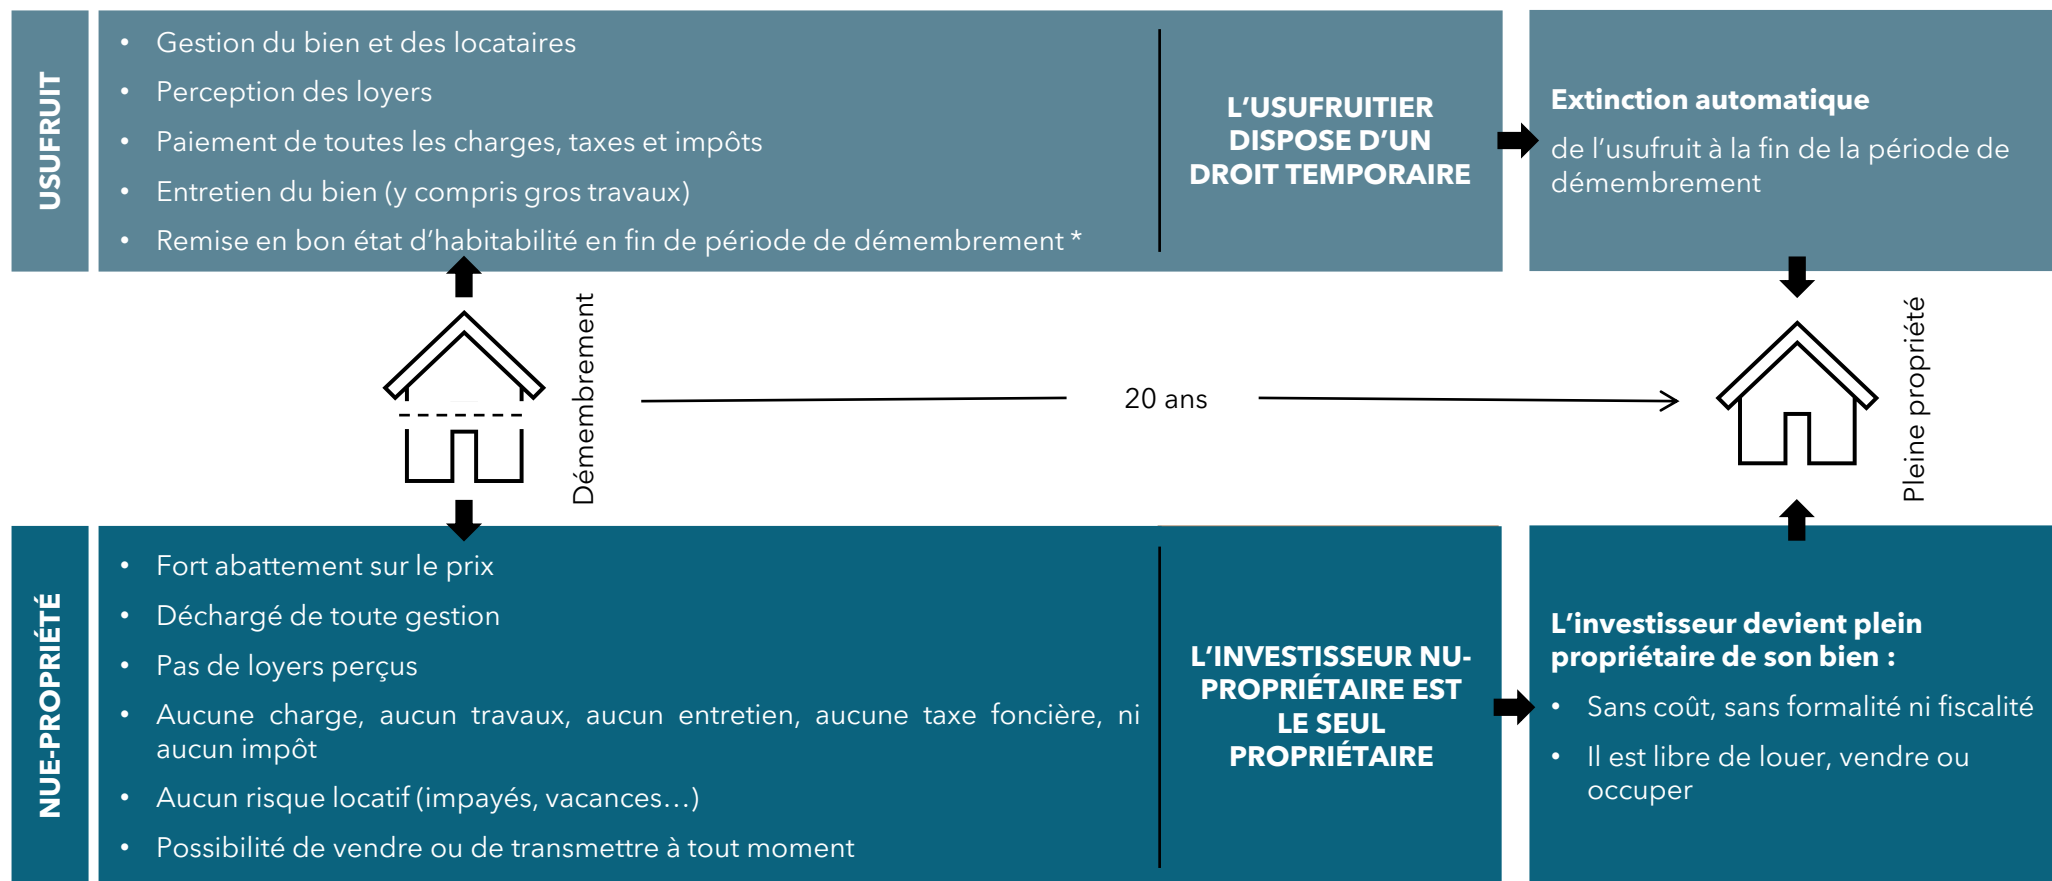 USUFRUIT
• Gestion du bien et des locataires
• Perception des loyers
• Paiement de toutes les charges, taxes et impôts
• Entretien du bien (y compris gros travaux)
• Remise en bon état d’habitabilité en fin de période de démembrement *
L’USUFRUITIER
DISPOSE D’UN
DROIT TEMPORAIRE
Extinction automatique
de l’usufruit à la fin de la période de
démembrement
Démembrement
20 ans
Pleine propriété
NUE-PROPRIÉTÉ
• Fort abattement sur le prix
• Déchargé de toute gestion
• Pas de loyers perçus
• Aucune charge, aucun travaux, aucun entretien, aucune taxe foncière, ni
aucun impôt
• Aucun risque locatif (impayés, vacances…)
• Possibilité de vendre ou de transmettre à tout moment
L’INVESTISSEUR NU-
PROPRIÉTAIRE EST
LE SEUL
PROPRIÉTAIRE
L’investisseur devient plein
propriétaire de son bien :
• Sans coût, sans formalité ni fiscalité
• Il est libre de louer, vendre ou
occuper